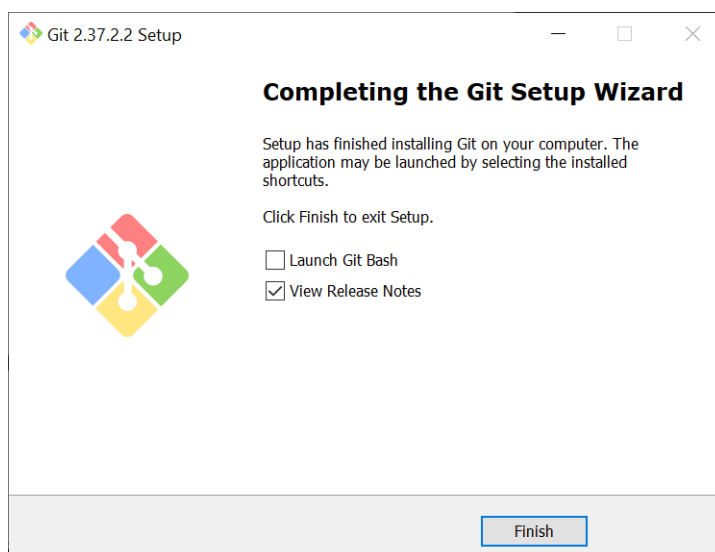 Git 2.37.2.2 Setup
Completing the Git Setup Wizard
Setup has finished installing Git on your computer. The
application may be launched by selecting the installed
shortcuts.
Click Finish to exit Setup.
Launch Git Bash
View Release Notes
Finish